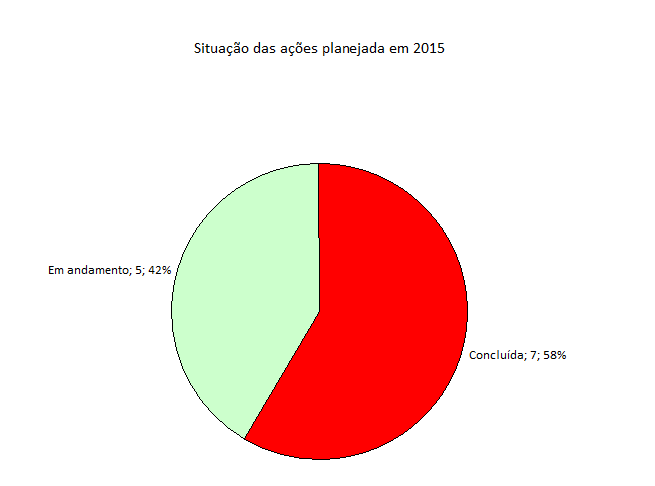 Situação das ações planejada em 2015
Em andamento; 5; 42%
Concluída; 7; 58%